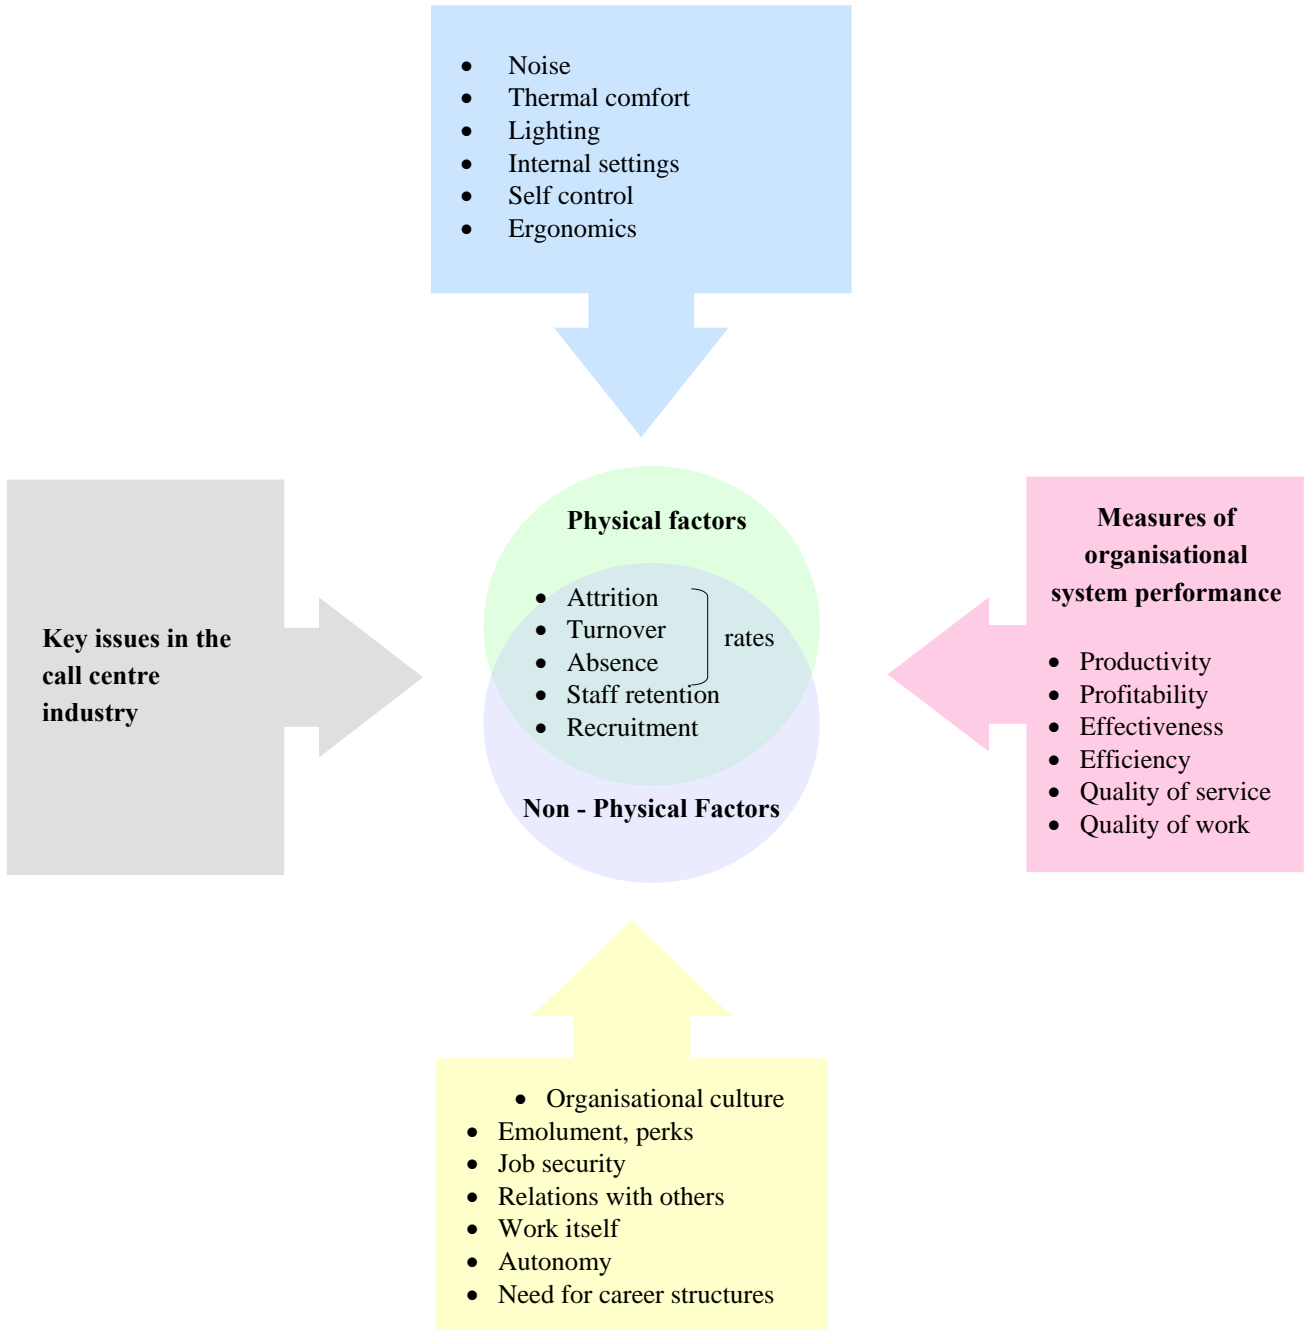 • Noise
• Thermal comfort
• Lighting
• Internal settings
• Self control
• Ergonomics
Key issues in the
call centre
industry
Physical factors
• Attrition
• Turnover
• Absence
rates
• Staff retention
• Recruitment
Non - Physical Factors
Measures of
organisational
system performance
• Productivity
• Profitability
• Effectiveness
• Efficiency
• Quality of service
• Quality of work
• Organisational culture
• Emolument, perks
• Job security
• Relations with others
• Work itself
• Autonomy
• Need for career structures